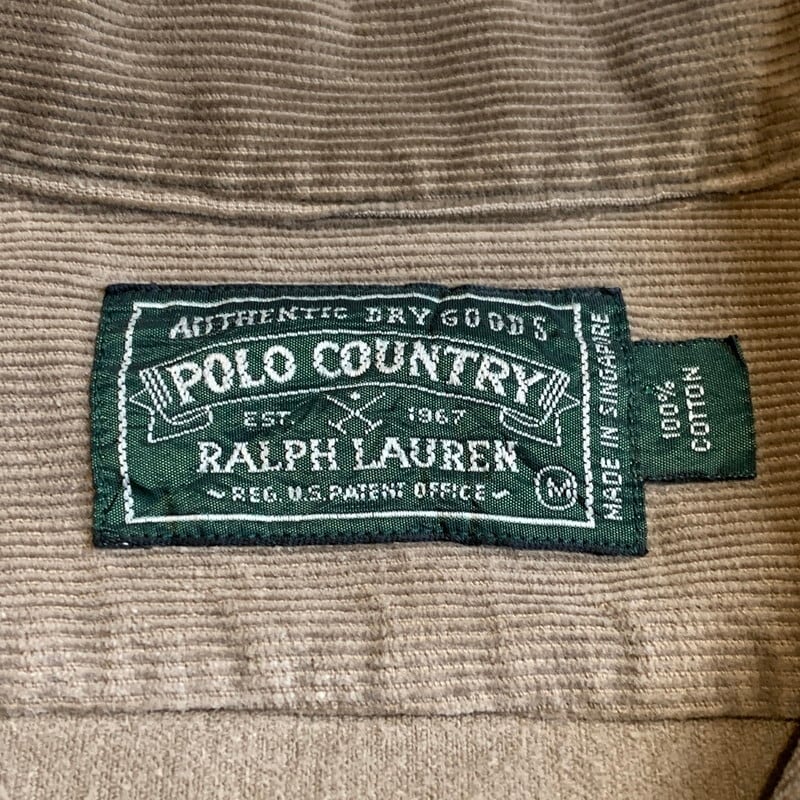 AUTHENTIC DRY GOODS
POLO COUNTRY
EST. 1967
RALPH LAUREN
REG. U.S. PATENT OFFICE
M
MADE IN SINGAPORE
100%
COTTON